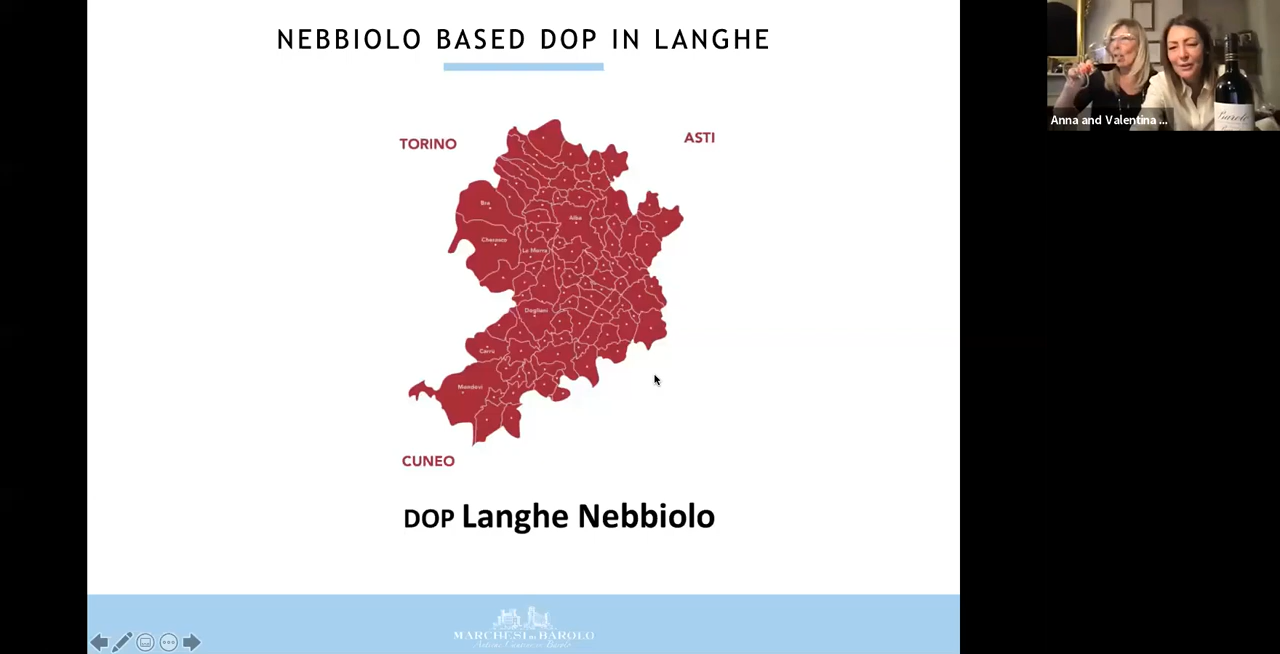 NEBBIOLO BASED DOP IN LANGHE
Anna and Valentina ...
Barolo
TORINO
ASTI
Bra
Alba
Cherasco
La Morra
Dogliani
Carrù
Mondovì
CUNEO
DOP Langhe Nebbiolo
MARCHESI DI BAROLO